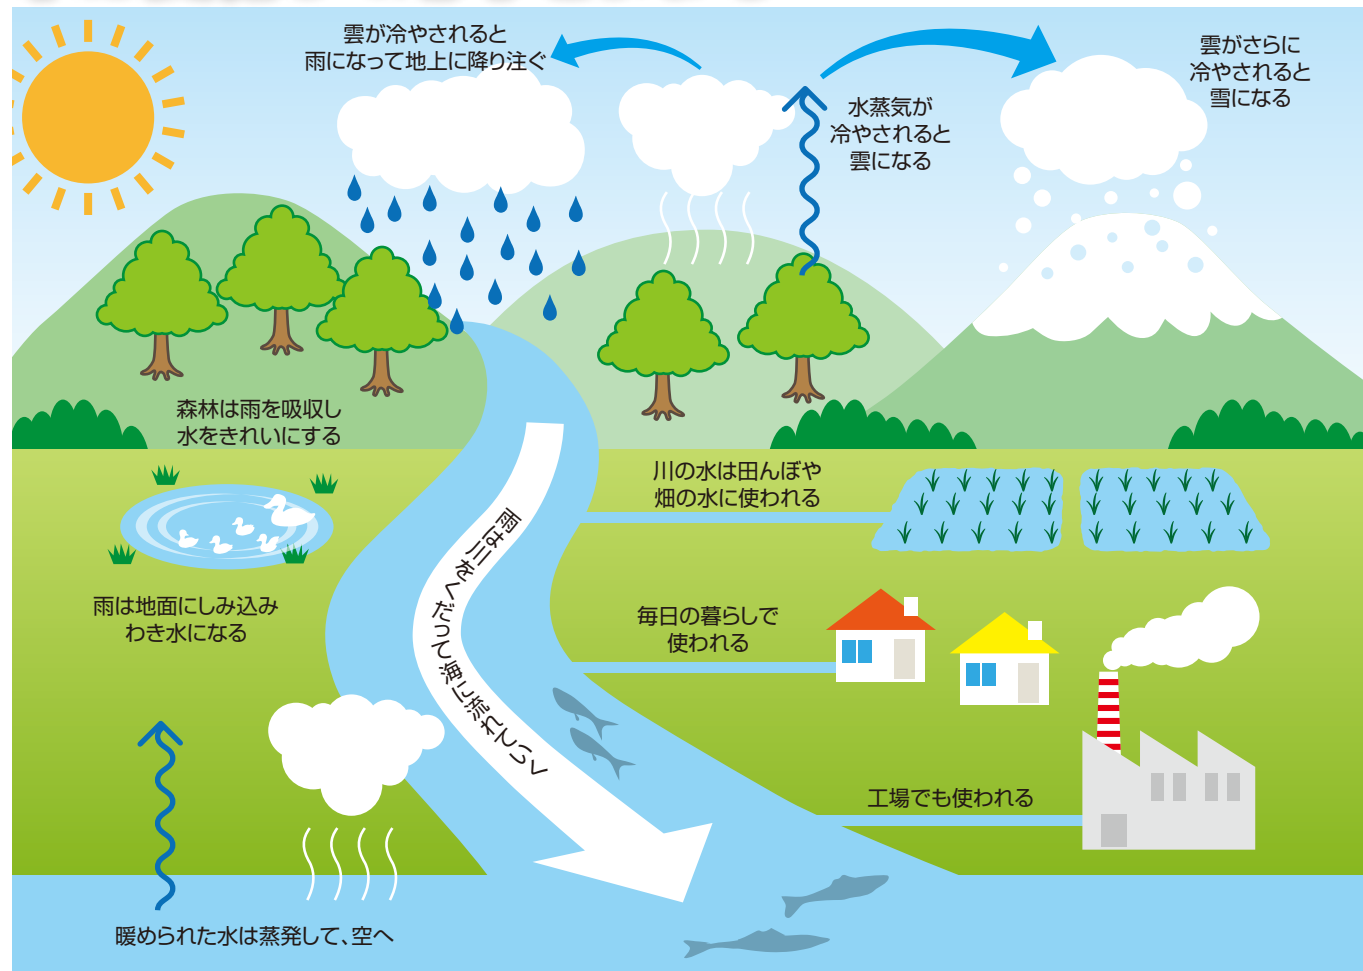 雲が冷やされると
雨になって地上に降り注ぐ
水蒸気が
冷やされると
雲になる
雲がさらに
冷やされると
雪になる
森林は雨を吸収し
水をきれいにする
川の水は田んぼや
畑の水に使われる
雨は川をくだって海に流れていく
雨は地面にしみ込み
わき水になる
毎日の暮らしで
使われる
工場でも使われる
暖められた水は蒸発して、空へ